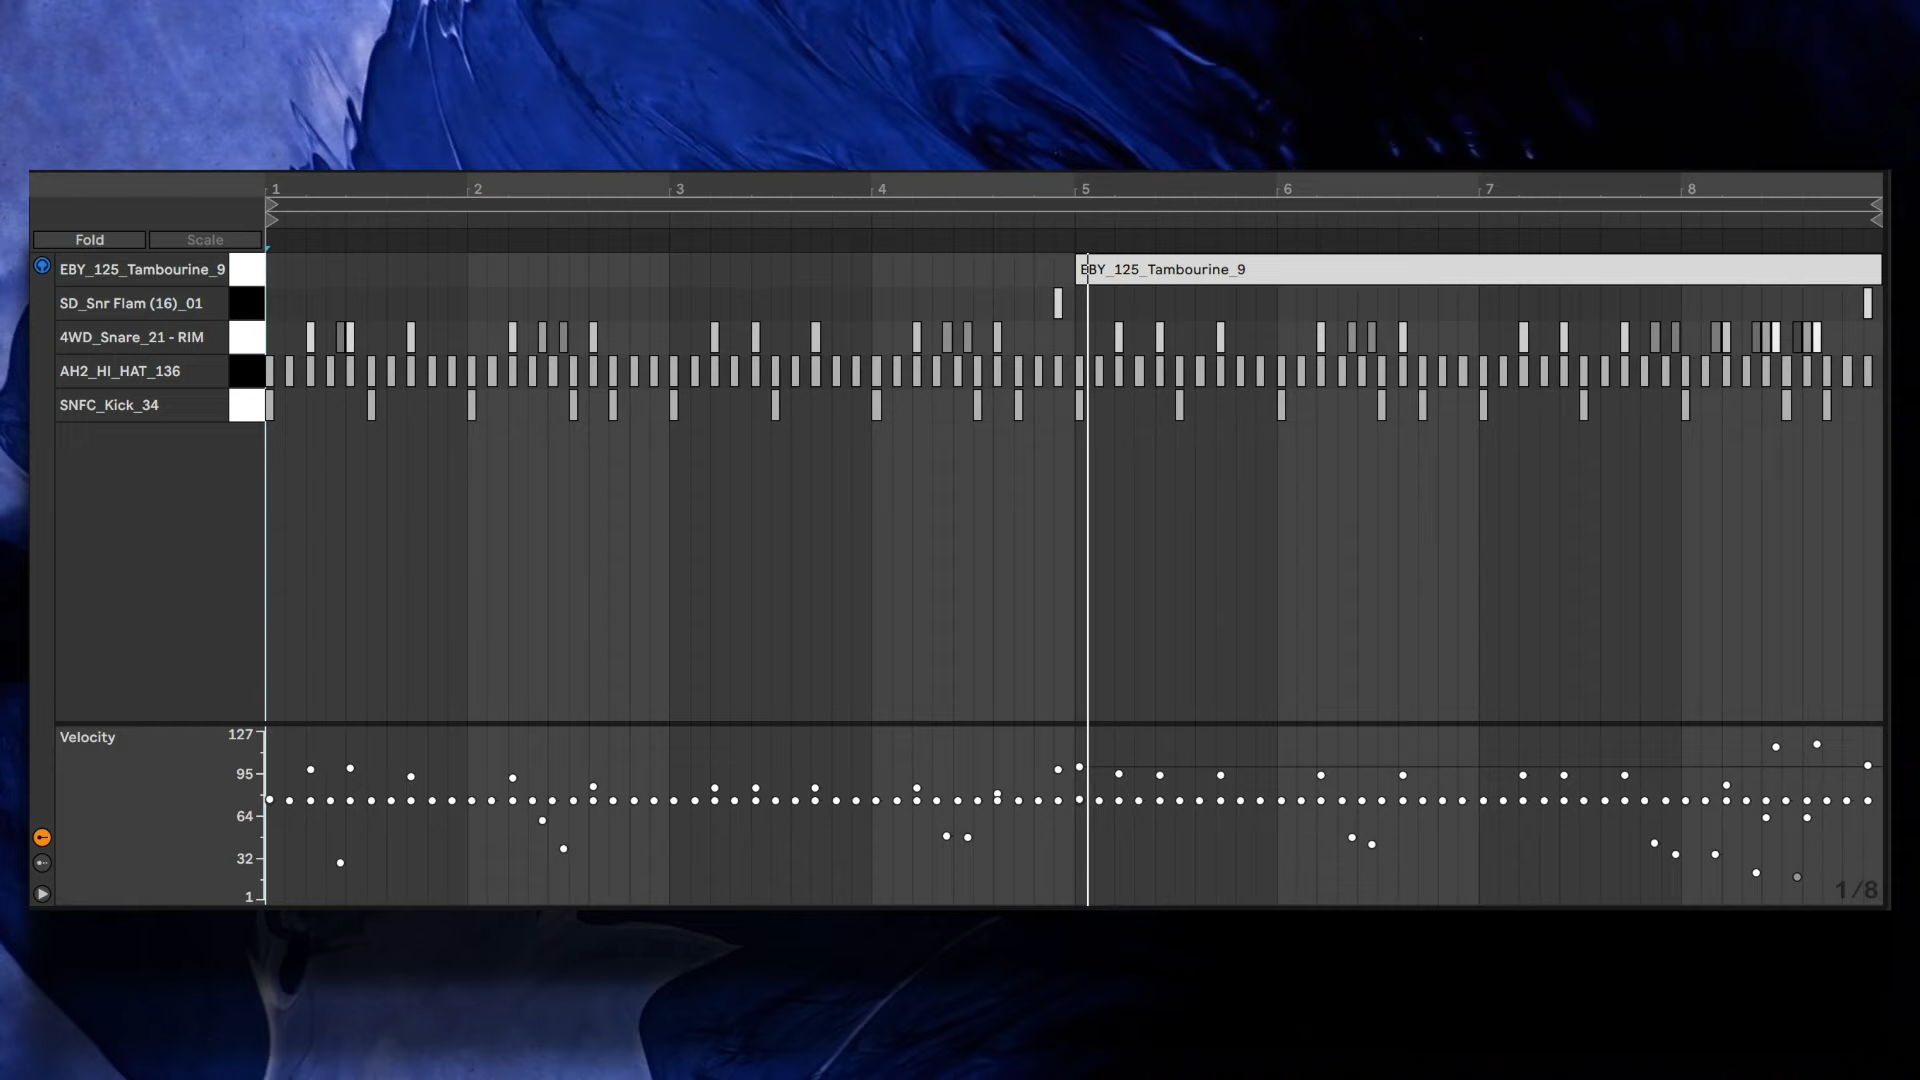 1 2 3 4 5 6 7 8
Fold Scale
EBY_125_Tambourine_9 EBY_125_Tambourine_9
SD_Snr Flam (16)_01
4WD_Snare_21 - RIM
AH2_HI_HAT_136
SNFC_Kick_34
Velocity 127
95
64
32
1
1/8